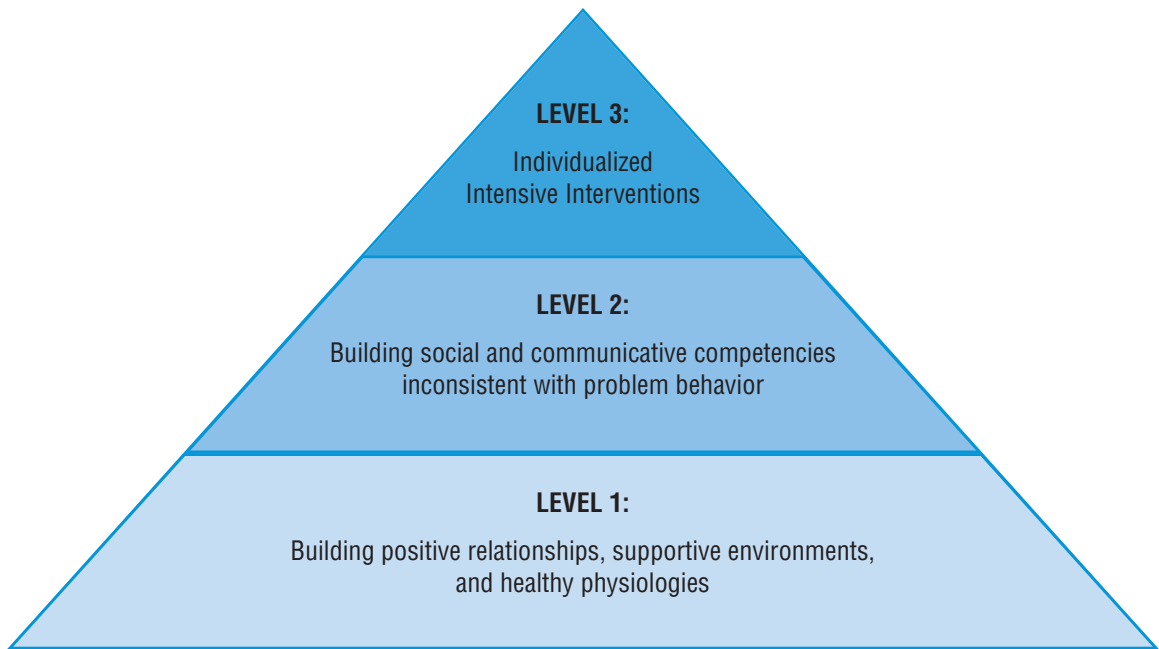 LEVEL 3:
Individualized
Intensive Interventions
LEVEL 2:
Building social and communicative competencies
inconsistent with problem behavior
LEVEL 1:
Building positive relationships, supportive environments,
and healthy physiologies